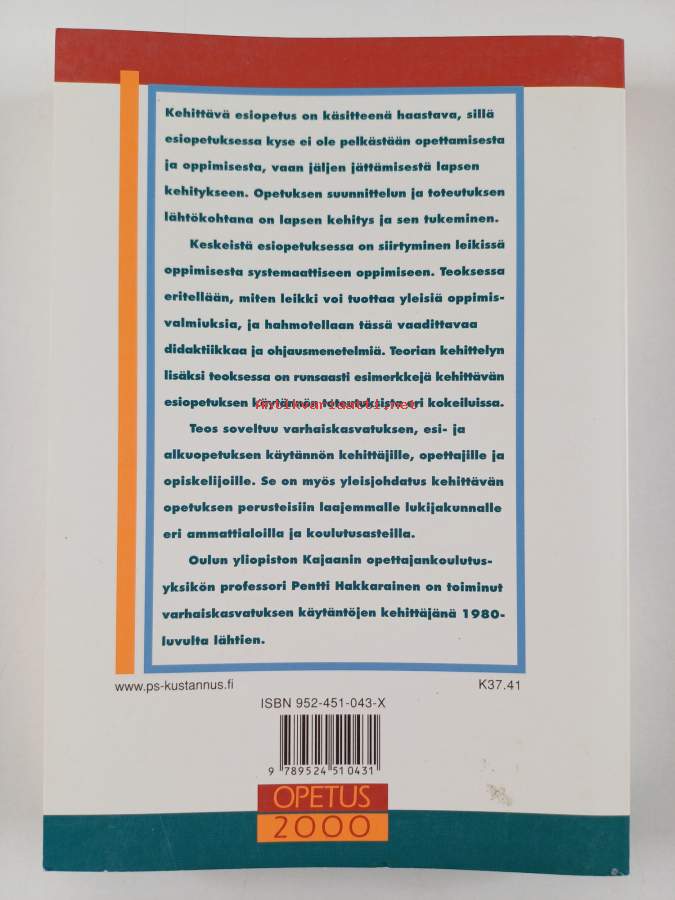 Kehittävä esiopetus on käsitteenä haastava, sillä
esiopetuksessa kyse ei ole pelkästään opettamisesta
ja oppimisesta, vaan jäljen jättämisestä lapsen
kehitykseen. Opetuksen suunnittelun ja toteutuksen
lähtökohtana on lapsen kehitys ja sen tukeminen.
Keskeistä esiopetuksessa on siirtyminen leikissä
oppimisesta systemaattiseen oppimiseen. Teoksessa
eritellään, miten leikki voi tuottaa yleisiä oppimis-
valmiuksia, ja hahmotellaan tässä vaadittavaa
didaktiikkaa ja ohjausmenetelmiä. Teorian kehittelyn
lisäksi teoksessa on runsaasti esimerkkejä kehittävän
esiopetuksen käytännön toteutuksista eri kokeiluissa.
Antikvariaatti.net
Teos soveltuu varhaiskasvatuksen, esi- ja
alkuopetuksen käytännön kehittäjille, opettajille ja
opiskelijoille. Se on myös yleisjohdatus kehittävän
opetuksen perusteisiin laajemmalle lukijakunnalle
eri ammattialoilla ja koulutusasteilla.
Oulun yliopiston Kajaanin opettajankoulutus-
yksikön professori Pentti Hakkarainen on toiminut
varhaiskasvatuksen käytäntöjen kehittäjänä 1980-
luvulta lähtien.
www.ps-kustannus.fi K37.41
ISBN 952-451-043-X
9 789524 510431
OPETUS
2000